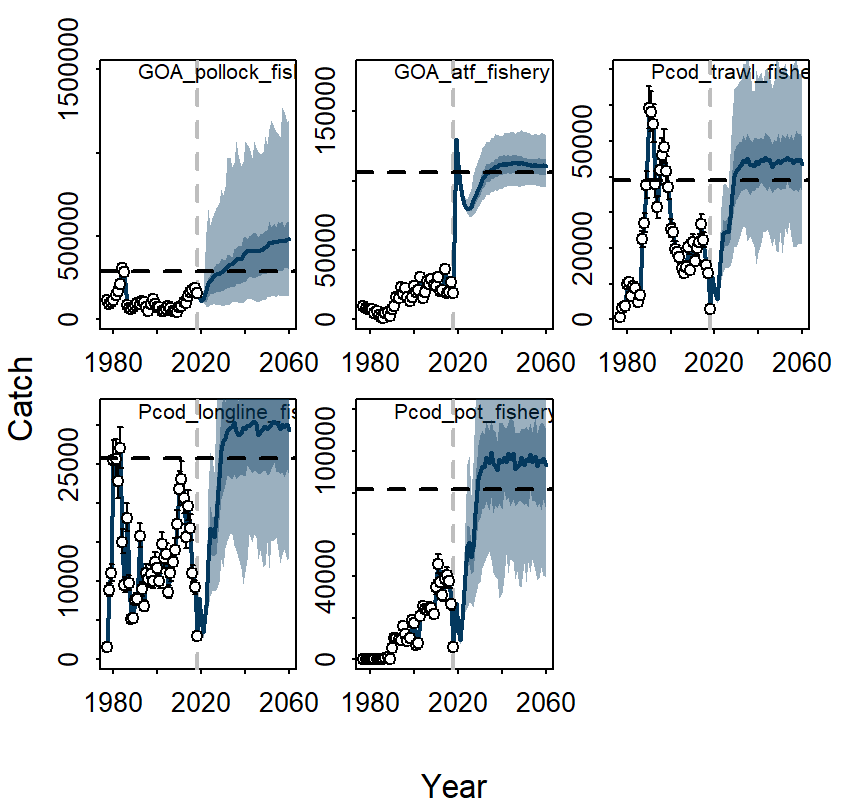 GOA_pollock_fis
GOA_atf_fishery
Pcod_trawl_fishe
1500000
500000
0
150000
50000
0
50000
20000
0
1980 2020 2060
1980 2020 2060
1980 2020 2060
Pcod_longline_fis
Pcod_pot_fishery
25000
10000
0
100000
40000
0
1980 2020 2060
1980 2020 2060
Catch
Year